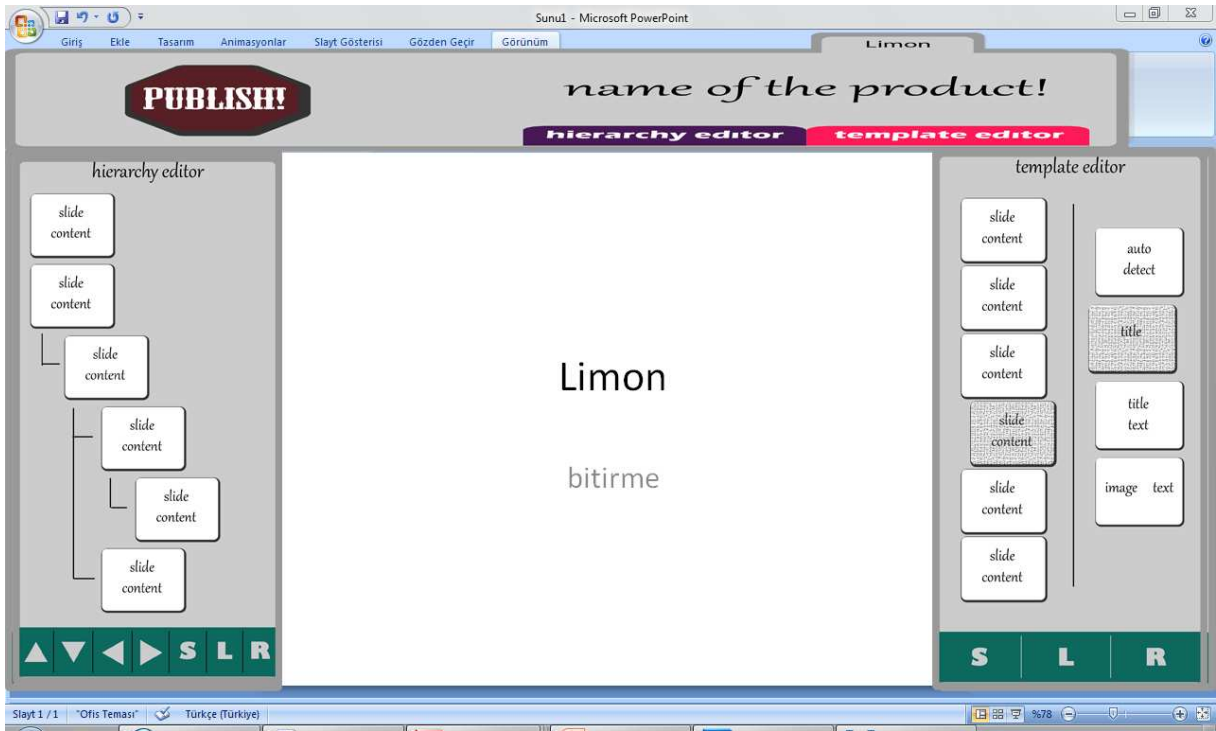 Sunu1 - Microsoft PowerPoint
Giriş Ekle Tasarım Animasyonlar Slayt Gösterisi Gözden Geçir Görünüm
Limon
PUBLISH!
name of the product!
hierarchy editor
template editor
hierarchy editor
slide
content
slide
content
slide
content
slide
content
slide
content
slide
content
S L R
Limon
bitirme
template editor
slide
content
slide
content
slide
content
slide
content
slide
content
slide
content
auto
detect
title
title
text
image text
S L R
Slayt 1 / 1 "Ofis Teması" Türkçe (Türkiye) %78